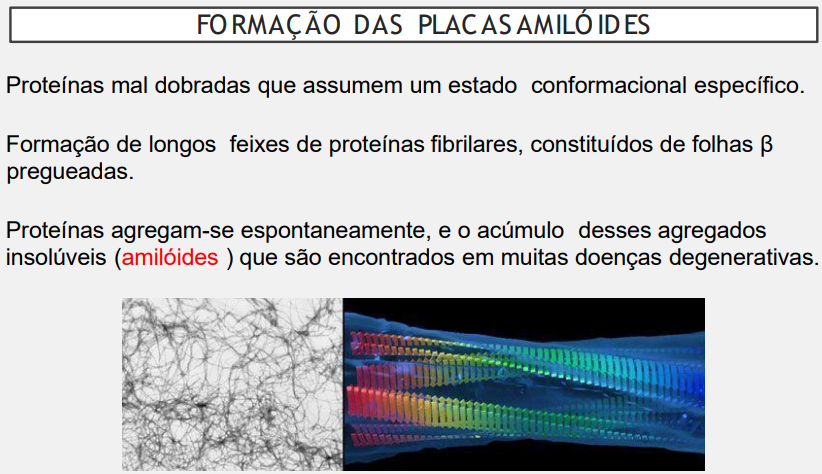 FORMAÇÃO DAS PLACAS AMILÓIDES
Proteínas mal dobradas que assumem um estado conformacional específico.
Formação de longos feixes de proteínas fibrilares, constituídos de folhas β
pregueadas.
Proteínas agregam-se espontaneamente, e o acúmulo desses agregados
insolúveis (amilóides ) que são encontrados em muitas doenças degenerativas.